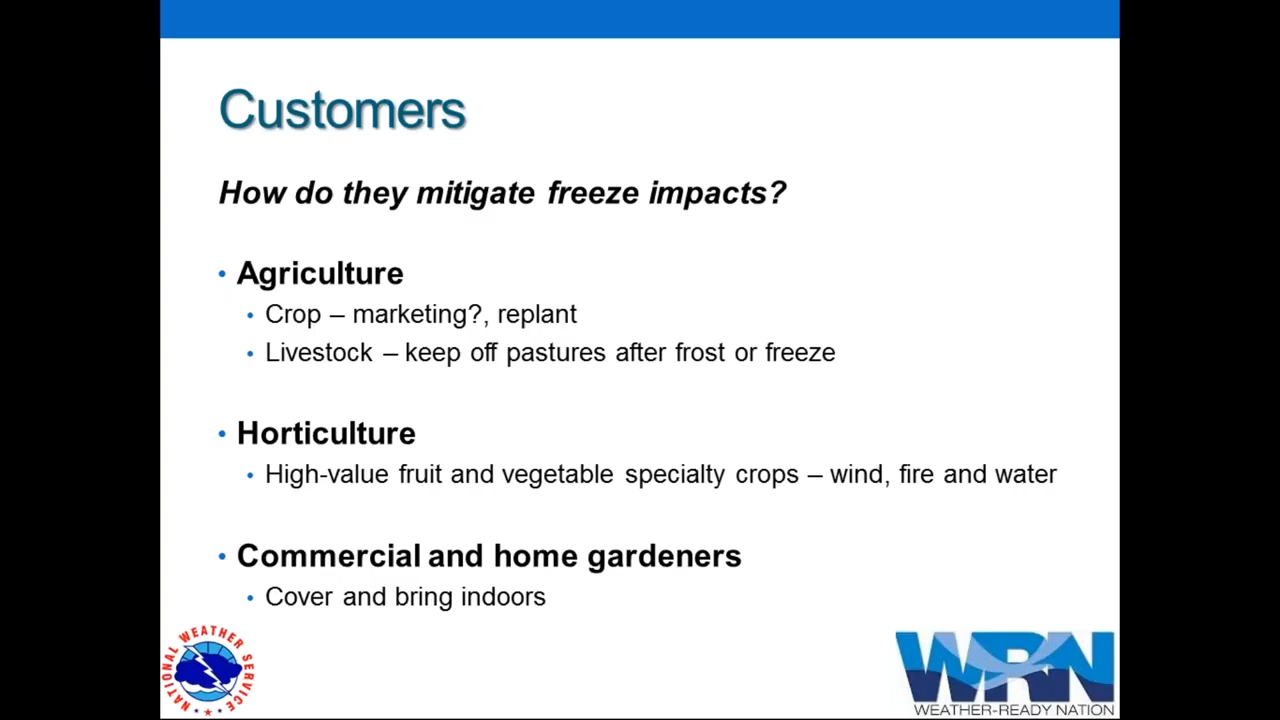 Customers
How do they mitigate freeze impacts?
• Agriculture
• Crop – marketing?, replant
• Livestock – keep off pastures after frost or freeze
• Horticulture
• High-value fruit and vegetable specialty crops – wind, fire and water
• Commercial and home gardeners
• Cover and bring indoors
NATIONAL WEATHER SERVICE
WRN
WEATHER-READY NATION